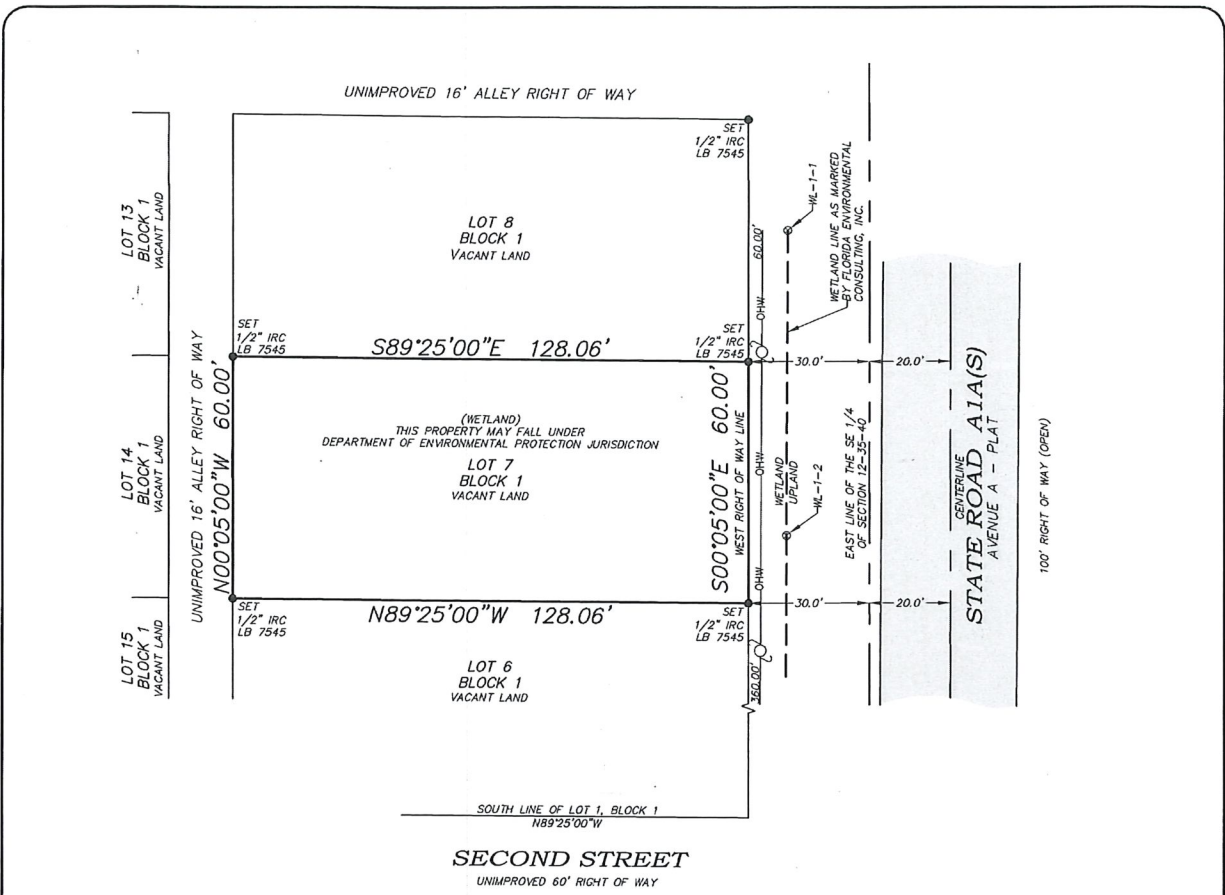 UNIMPROVED 16' ALLEY RIGHT OF WAY
SET
1/2" IRC
LB 7545
LOT 13
BLOCK 1
VACANT LAND
LOT 8
BLOCK 1
VACANT LAND
60.00'
OHW
WL-1-1
WETLAND LINE AS MARKED
BY FLORIDA ENVIRONMENTAL
CONSULTING, INC.
SET
1/2" IRC
LB 7545
S89°25'00"E 128.06'
SET
1/2" IRC
LB 7545
30.0'
20.0'
UNIMPROVED 16' ALLEY RIGHT OF WAY
N00°05'00"W 60.00'
LOT 14
BLOCK 1
VACANT LAND
(WETLAND)
THIS PROPERTY MAY FALL UNDER
DEPARTMENT OF ENVIRONMENTAL PROTECTION JURISDICTION
LOT 7
BLOCK 1
VACANT LAND
S00°05'00"E 60.00'
WEST RIGHT OF WAY LINE
OHW
WETLAND
UPLAND
WL-1-2
EAST LINE OF THE SE 1/4
OF SECTION 12-35-40
CENTERLINE
STATE ROAD A1A(S)
AVENUE A - PLAT
100' RIGHT OF WAY (OPEN)
OHW
SET
1/2" IRC
LB 7545
N89°25'00"W 128.06'
SET
1/2" IRC
LB 7545
30.0'
20.0'
LOT 15
BLOCK 1
VACANT LAND
LOT 6
BLOCK 1
VACANT LAND
360.00'
SOUTH LINE OF LOT 1, BLOCK 1
N89°25'00"W
SECOND STREET
UNIMPROVED 60' RIGHT OF WAY